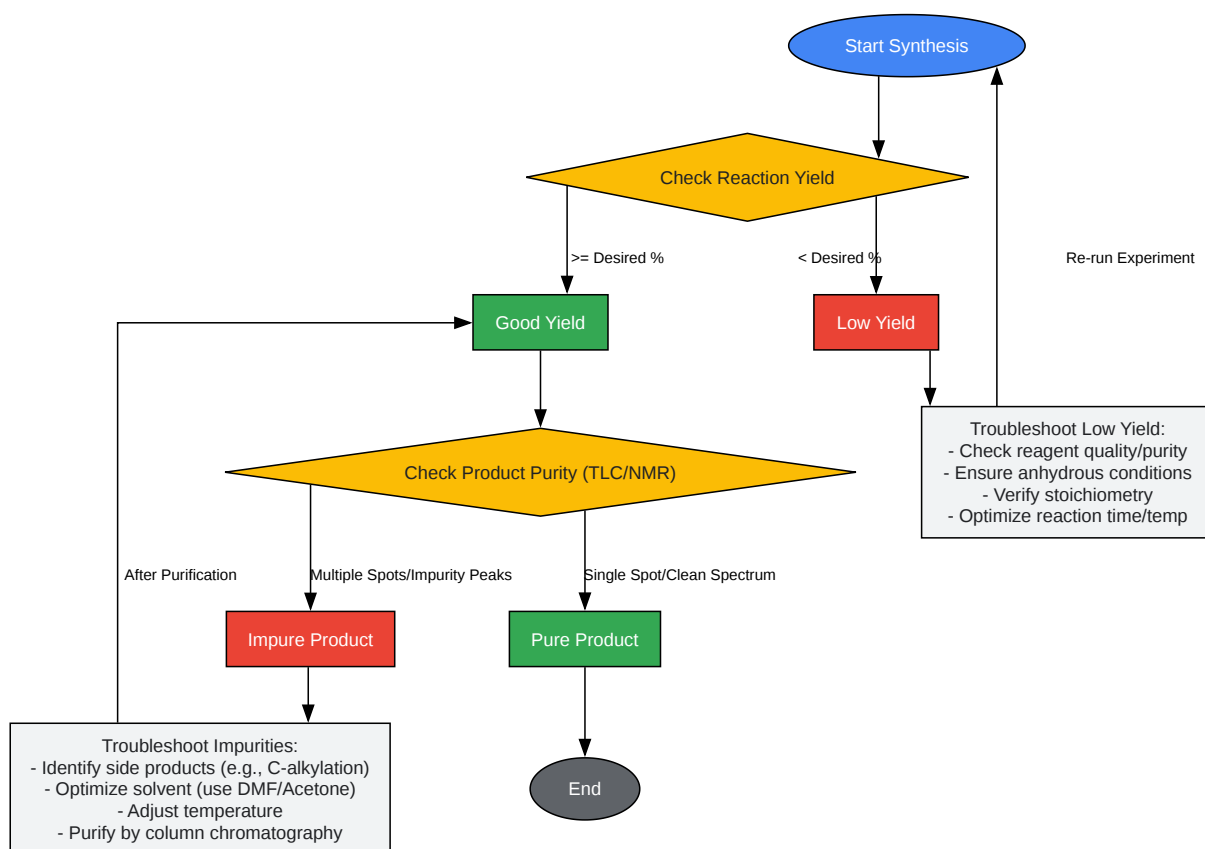 Start Synthesis
Check Reaction Yield
>= Desired %
< Desired %
Re-run Experiment
Good Yield
Low Yield
Troubleshoot Low Yield:
- Check reagent quality/purity
- Ensure anhydrous conditions
- Verify stoichiometry
- Optimize reaction time/temp
Check Product Purity (TLC/NMR)
After Purification
Multiple Spots/Impurity Peaks
Single Spot/Clean Spectrum
Impure Product
Pure Product
Troubleshoot Impurities:
- Identify side products (e.g., C-alkylation)
- Optimize solvent (use DMF/Acetone)
- Adjust temperature
- Purify by column chromatography
End